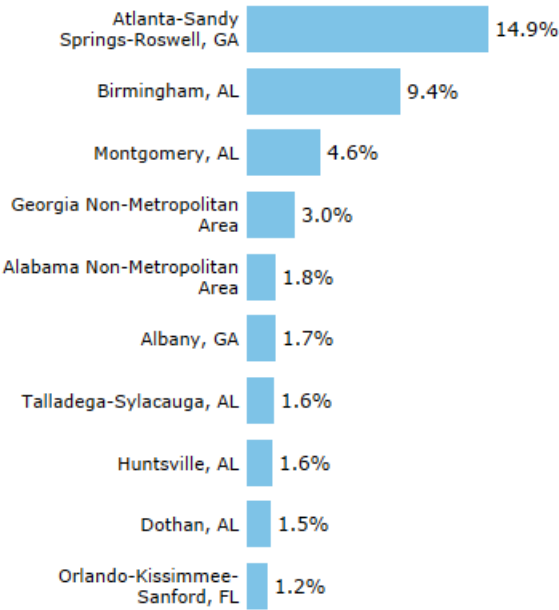 Atlanta-Sandy
Springs-Roswell, GA
14.9%
Birmingham, AL
9.4%
Montgomery, AL
4.6%
Georgia Non-Metropolitan
Area
3.0%
Alabama Non-Metropolitan
Area
1.8%
Albany, GA
1.7%
Talladega-Sylacauga, AL
1.6%
Huntsville, AL
1.6%
Dothan, AL
1.5%
Orlando-Kissimmee-
Sanford, FL
1.2%